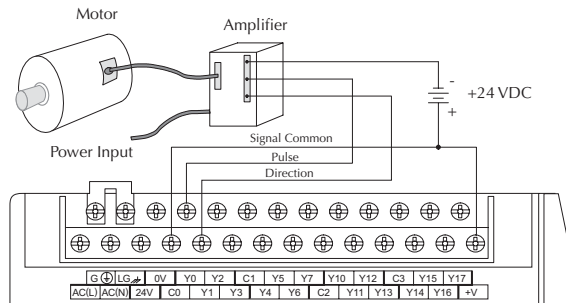 Motor
Amplifier
-
+24 VDC
+
Power Input
Signal Common
Pulse
Direction
G LG 0V Y0 Y2 C1 Y5 Y7 Y10 Y12 C3 Y15 Y17
AC(L) AC(N) 24V C0 Y1 Y3 Y4 Y6 C2 Y11 Y13 Y14 Y16 +V